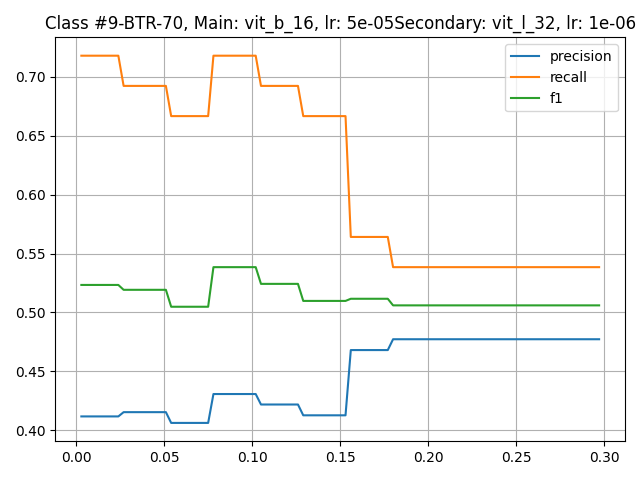 Class #9-BTR-70, Main: vit_b_16, lr: 5e-05Secondary: vit_l_32, lr: 1e-06
precision
recall
f1
0.70
0.65
0.60
0.55
0.50
0.45
0.40
0.00 0.05 0.10 0.15 0.20 0.25 0.30